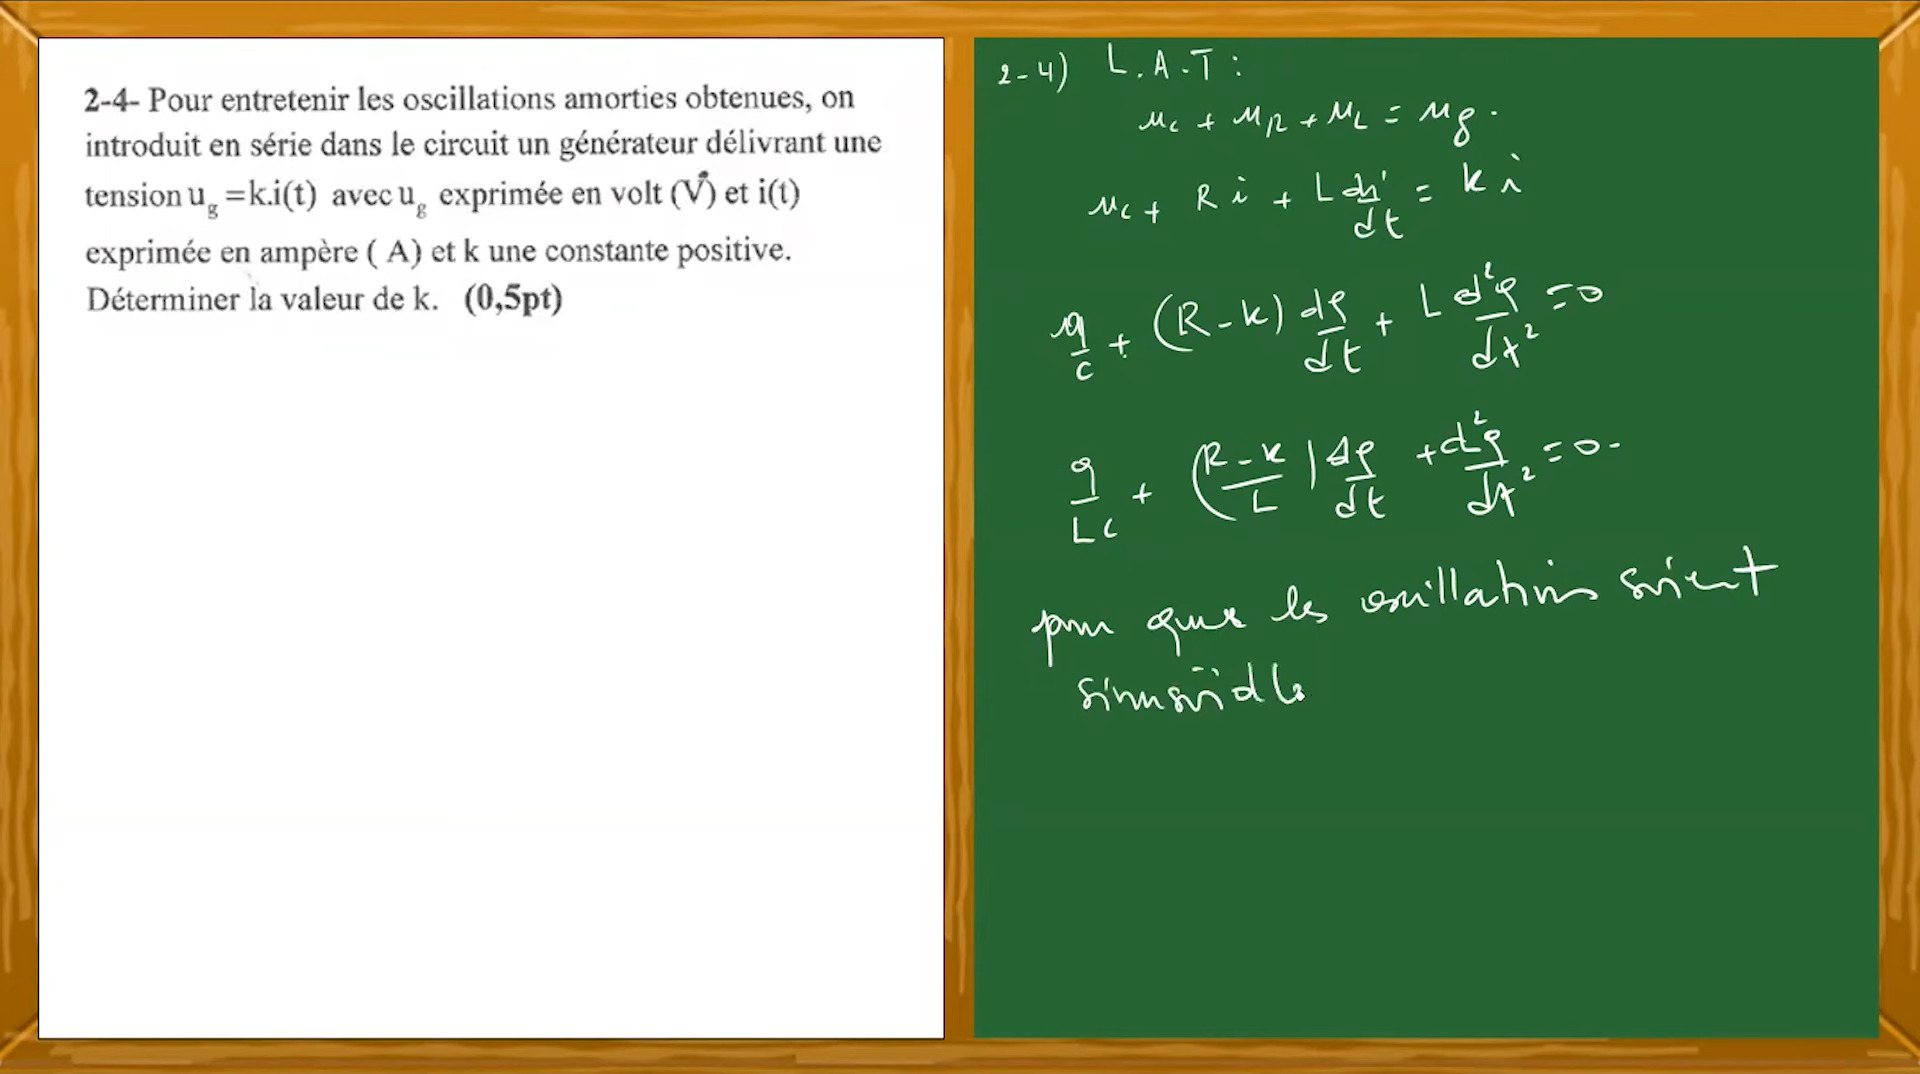 2-4- Pour entretenir les oscillations amorties obtenues, on
introduit en série dans le circuit un générateur délivrant une
tension u_g =k.i(t) avec u_g exprimée en volt (V) et i(t)
exprimée en ampère ( A) et k une constante positive.
Déterminer la valeur de k. (0,5pt)
2-4) L.A.T :
u_c + u_R + u_L = u_g .
u_c + R i + L di/dt = k i
q/c + (R - k) dq/dt + L d²q/dt² = 0
q/LC + (R - k / L) dq/dt + d²q/dt² = 0 -
pour que les oscillations soient
sinusoïdles